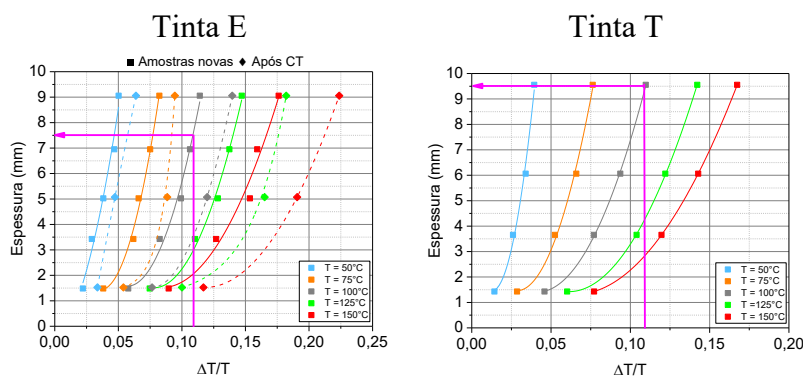 Tinta E
■ Amostras novas ◆ Após CT
Espessura (mm)
10
9
8
7
6
5
4
3
2
1
0
0,00 0,05 0,10 0,15 0,20 0,25
ΔT/T
T = 50°C
T = 75°C
T = 100°C
T =125°C
T = 150°C
Tinta T
Espessura (mm)
10
9
8
7
6
5
4
3
2
1
0
0,00 0,05 0,10 0,15 0,20
ΔT/T
T = 50°C
T = 75°C
T = 100°C
T =125°C
T = 150°C